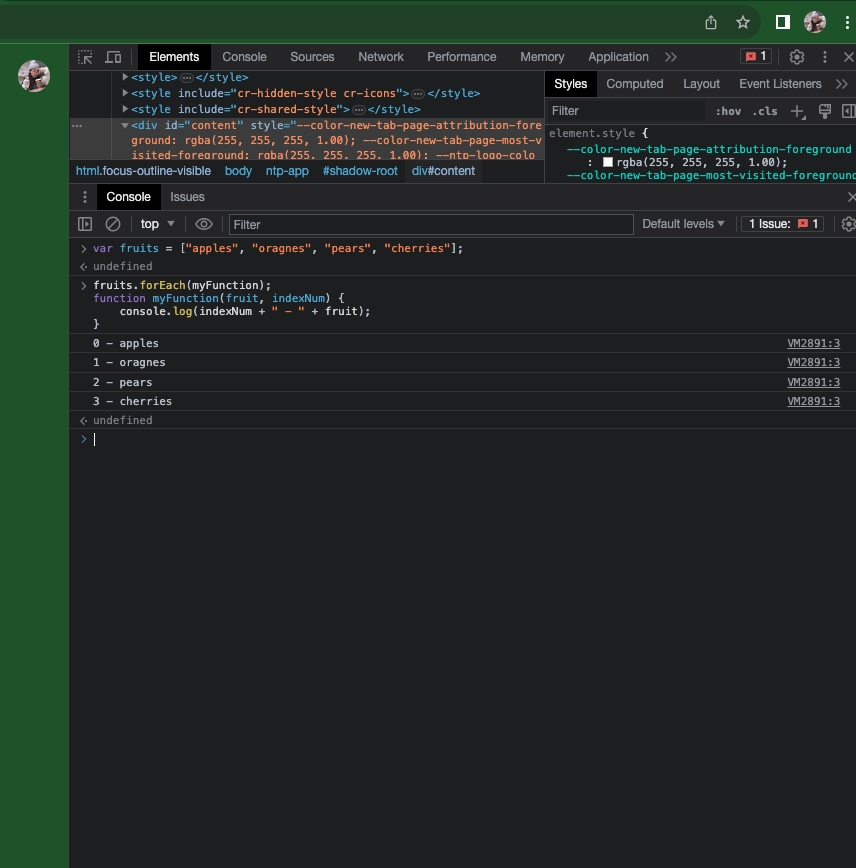 Elements Console Sources Network Performance Memory Application 1
<style>…</style>
<style include="cr-hidden-style cr-icons">…</style>
<style include="cr-shared-style">…</style>
<div id="content" style="--color-new-tab-page-attribution-fore
ground: rgba(255, 255, 255, 1.00); --color-new-tab-page-most-v
isited-foreground: rgba(255, 255, 255, 1.00); --ntp-logo-colo
html.focus-outline-visible body ntp-app #shadow-root div#content
Styles Computed Layout Event Listeners
Filter :hov .cls
element.style {
--color-new-tab-page-attribution-foreground
: rgba(255, 255, 255, 1.00);
--color-new-tab-page-most-visited-foreground
Console Issues
top Filter Default levels 1 Issue: 1
var fruits = ["apples", "oragnes", "pears", "cherries"];
undefined
fruits.forEach(myFunction);
function myFunction(fruit, indexNum) {
console.log(indexNum + " - " + fruit);
}
0 - apples VM2891:3
1 - oragnes VM2891:3
2 - pears VM2891:3
3 - cherries VM2891:3
undefined